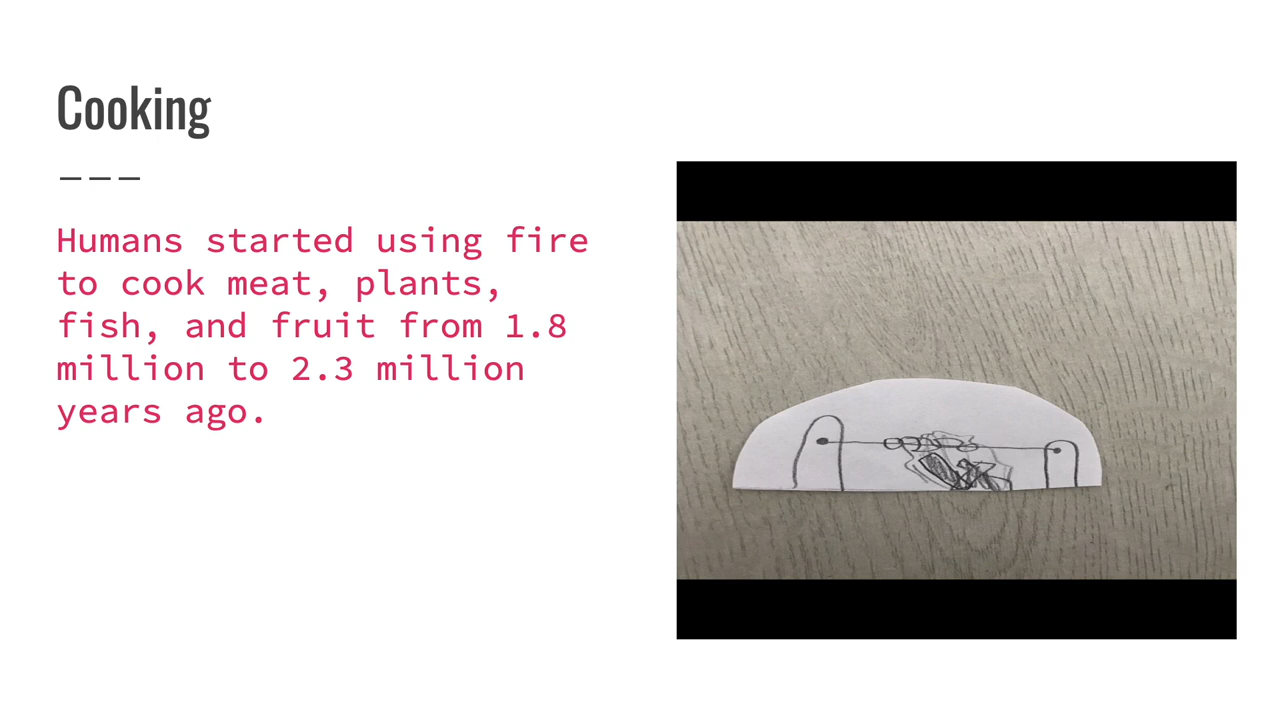 Cooking
Humans started using fire
to cook meat, plants,
fish, and fruit from 1.8
million to 2.3 million
years ago.